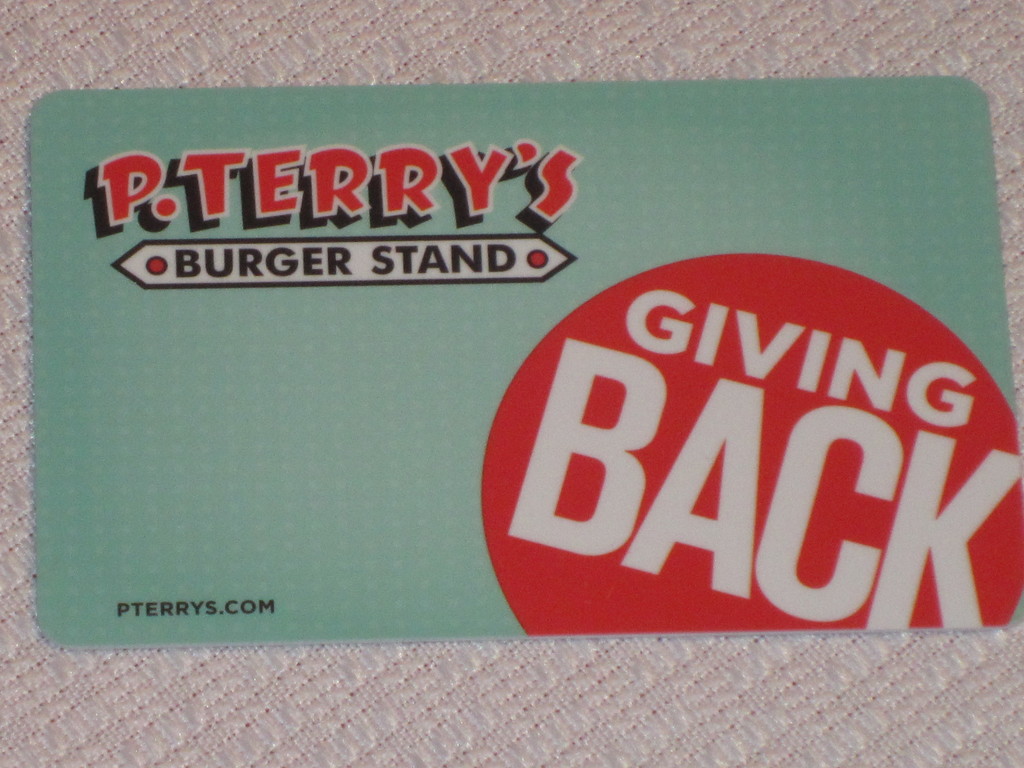 P.TERRY'S
BURGER STAND
GIVING
BACK
PTERRYS.COM